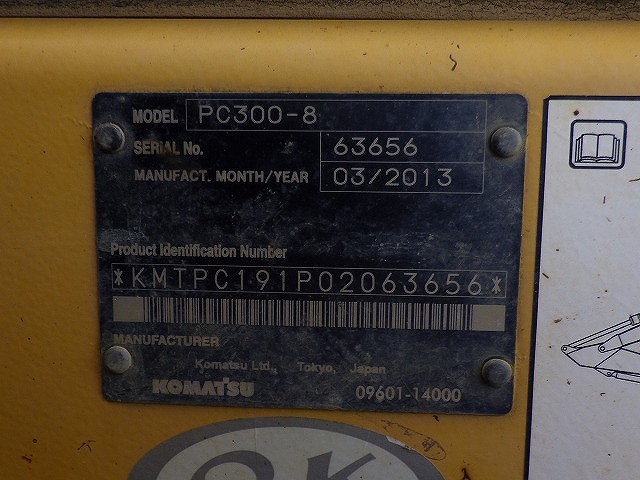 MODEL PC300-8
SERIAL No. 63656
MANUFACT. MONTH/YEAR 03/2013
Product Identification Number
*KMTPC191P02063656*
MANUFACTURER
Komatsu Ltd., Tokyo, Japan
KOMATSU 09601-14000
OK